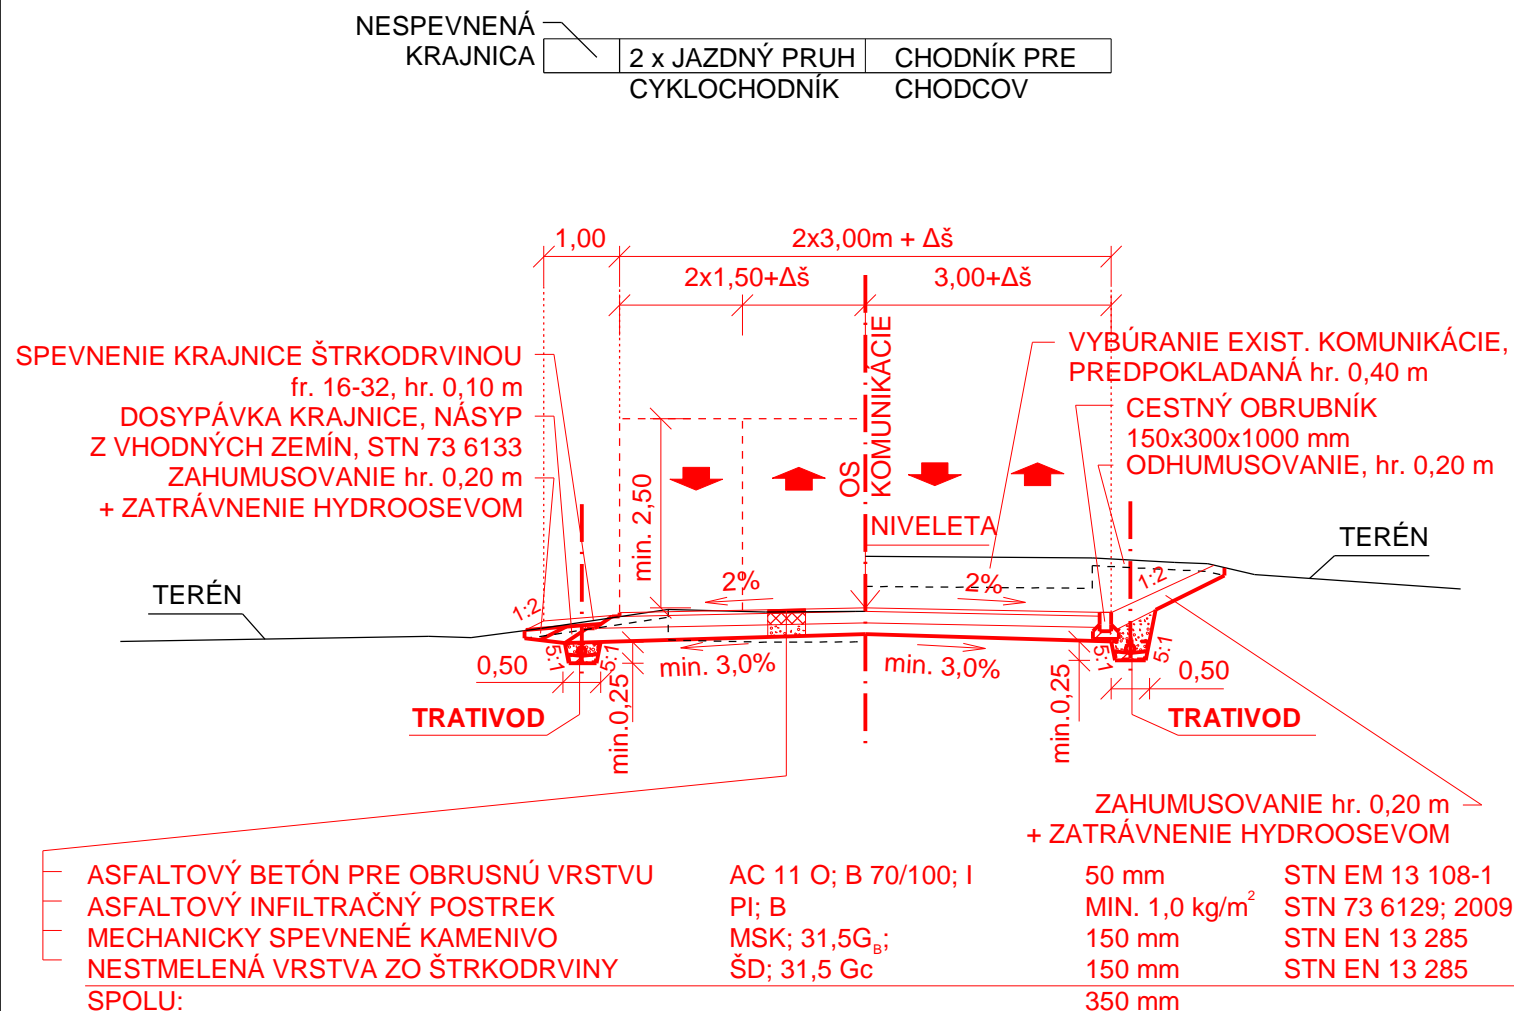 NESPEVNENÁ
KRAJNICA
2 x JAZDNÝ PRUH
CHODNÍK PRE
CYKLOCHODNÍK
CHODCOV
1,00
2x3,00m + Δš
2x1,50+Δš
3,00+Δš
SPEVNENIE KRAJNICE ŠTRKODRVINOU
fr. 16-32, hr. 0,10 m
DOSYPÁVKA KRAJNICE, NÁSYP
Z VHODNÝCH ZEMÍN, STN 73 6133
ZAHUMUSOVANIE hr. 0,20 m
+ ZATRÁVNENIE HYDROOSEVOM
OS
KOMUNIKÁCIE
VYBÚRANIE EXIST. KOMUNIKÁCIE,
PREDPOKLADANÁ hr. 0,40 m
CESTNÝ OBRUBNÍK
150x300x1000 mm
ODHUMUSOVANIE, hr. 0,20 m
min. 2,50
NIVELETA
TERÉN
TERÉN
1:2
2%
2%
1:2
5:1
5:1
5:1
5:1
0,50
min. 3,0%
min. 3,0%
0,50
min.0,25
min.0,25
TRATIVOD
TRATIVOD
ZAHUMUSOVANIE hr. 0,20 m
+ ZATRÁVNENIE HYDROOSEVOM
ASFALTOVÝ BETÓN PRE OBRUSNÚ VRSTVU AC 11 O; B 70/100; I 50 mm STN EM 13 108-1
ASFALTOVÝ INFILTRAČNÝ POSTREK PI; B MIN. 1,0 kg/m² STN 73 6129; 2009
MECHANICKY SPEVNENÉ KAMENIVO MSK; 31,5G_B; 150 mm STN EN 13 285
NESTMELENÁ VRSTVA ZO ŠTRKODRVINY ŠD; 31,5 Gc 150 mm STN EN 13 285
SPOLU: 350 mm